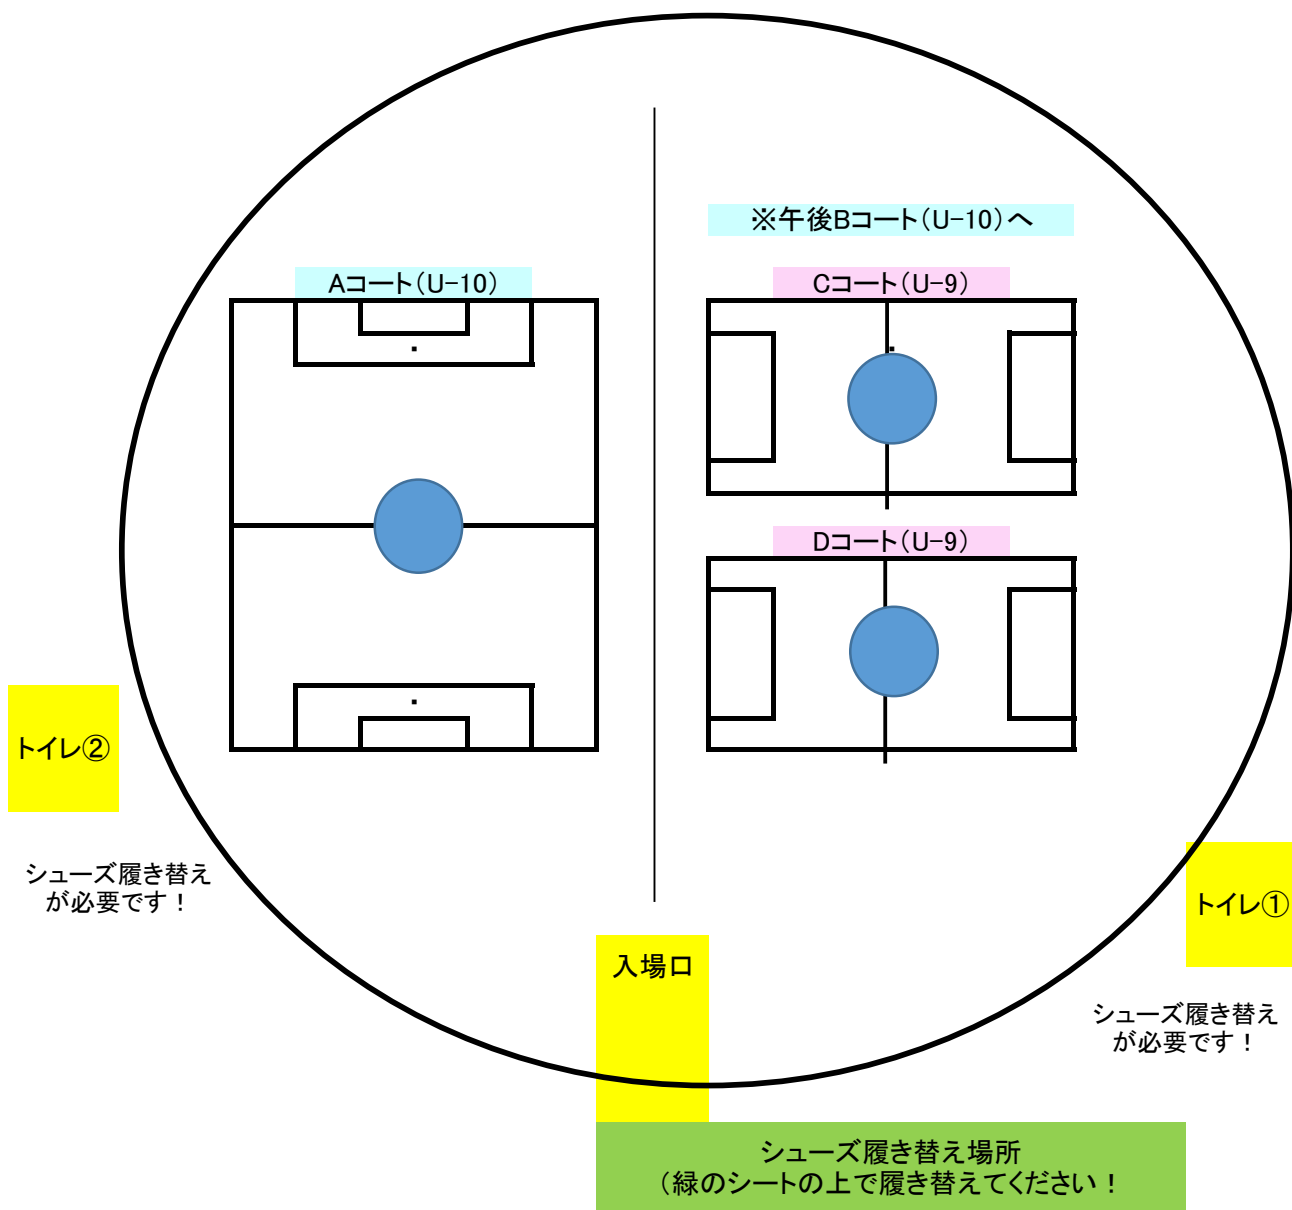 ※午後Bコート（U-10）へ
Aコート（U-10）
Cコート（U-9）
Dコート（U-9）
トイレ②
シューズ履き替え
が必要です！
トイレ①
入場口
シューズ履き替え
が必要です！
シューズ履き替え場所
（緑のシートの上で履き替えてください！